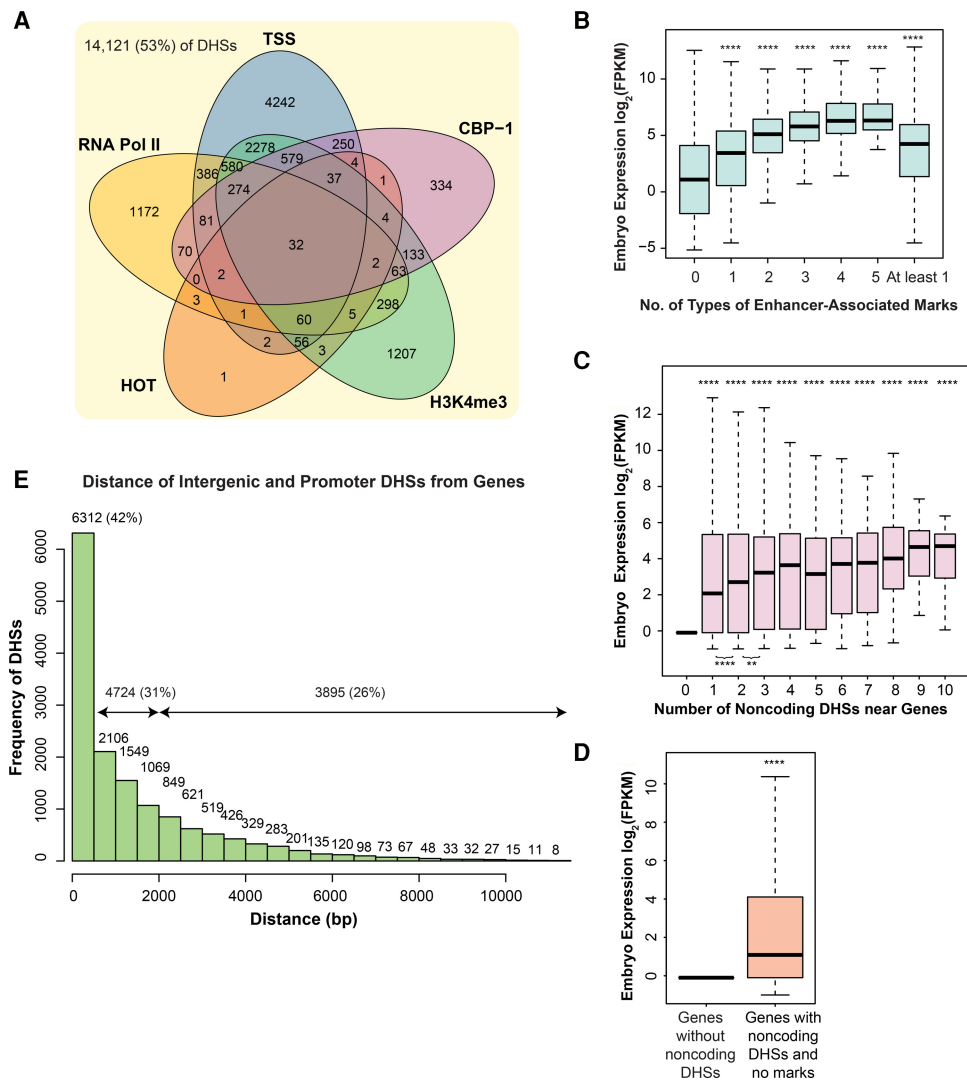 A
14,121 (53%) of DHSs
TSS
4242
CBP−1
RNA Pol II
2278
250
579
4
386
580
1
334
37
274
1172
4
81
32
133
70
2
63
0
2
3
298
1
60
5
2
56
3
1207
1
HOT
H3K4me3
B
Embryo Expression log2(FPKM)
10
5
0
−5
**** **** **** **** **** ****
0 1 2 3 4 5 At least 1
No. of Types of Enhancer-Associated Marks
C
Embryo Expression log2(FPKM)
12
10
8
6
4
2
0
**** **** **** **** **** **** **** **** **** ****
**** **
0 1 2 3 4 5 6 7 8 9 10
Number of Noncoding DHSs near Genes
E
Distance of Intergenic and Promoter DHSs from Genes
6312 (42%)
Frequency of DHSs
6000
5000
4000
3000
2000
1000
0
4724 (31%)
3895 (26%)
2106
1549
1069
849
621
519
426
329
283
201
135
120
98
73
67
48
33
32
27
15
11
8
0 2000 4000 6000 8000 10000
Distance (bp)
D
Embryo Expression log2(FPKM)
10
8
6
4
2
0
****
Genes
without
noncoding
DHSs
Genes with
noncoding
DHSs and
no marks